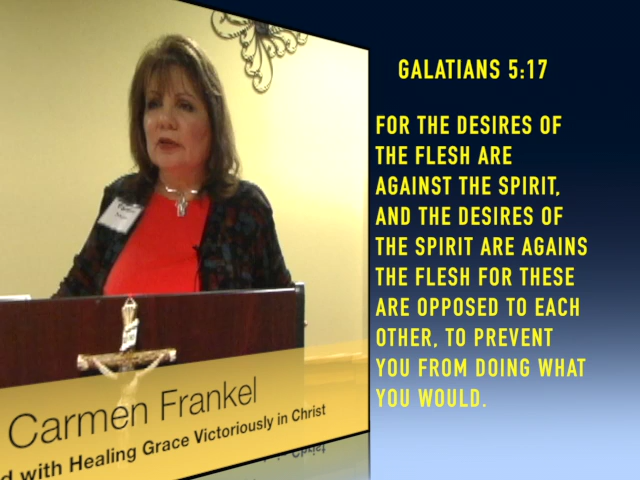 GALATIANS 5:17
FOR THE DESIRES OF
THE FLESH ARE
AGAINST THE SPIRIT,
AND THE DESIRES OF
THE SPIRIT ARE AGAINS
THE FLESH FOR THESE
ARE OPPOSED TO EACH
OTHER, TO PREVENT
YOU FROM DOING WHAT
YOU WOULD.
Carmen Frankel
d with Healing Grace Victoriously in Christ